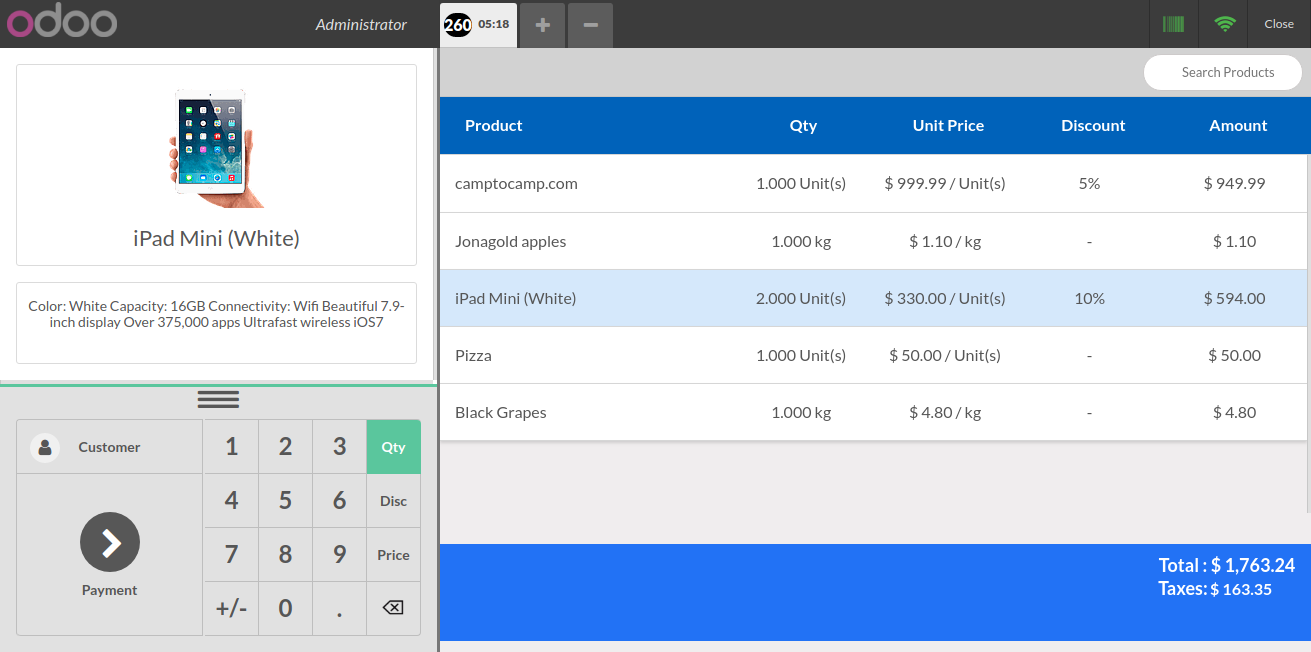 odoo
Administrator
260 05:18
Close
iPad Mini (White)
Color: White Capacity: 16GB Connectivity: Wifi Beautiful 7.9-
inch display Over 375,000 apps Ultrafast wireless iOS7
Customer
1 2 3 Qty
4 5 6 Disc
7 8 9 Price
+/- 0 .
Payment
Search Products
Product Qty Unit Price Discount Amount
camptocamp.com 1.000 Unit(s) $ 999.99 / Unit(s) 5% $ 949.99
Jonagold apples 1.000 kg $ 1.10 / kg - $ 1.10
iPad Mini (White) 2.000 Unit(s) $ 330.00 / Unit(s) 10% $ 594.00
Pizza 1.000 Unit(s) $ 50.00 / Unit(s) - $ 50.00
Black Grapes 1.000 kg $ 4.80 / kg - $ 4.80
Total : $ 1,763.24
Taxes: $ 163.35